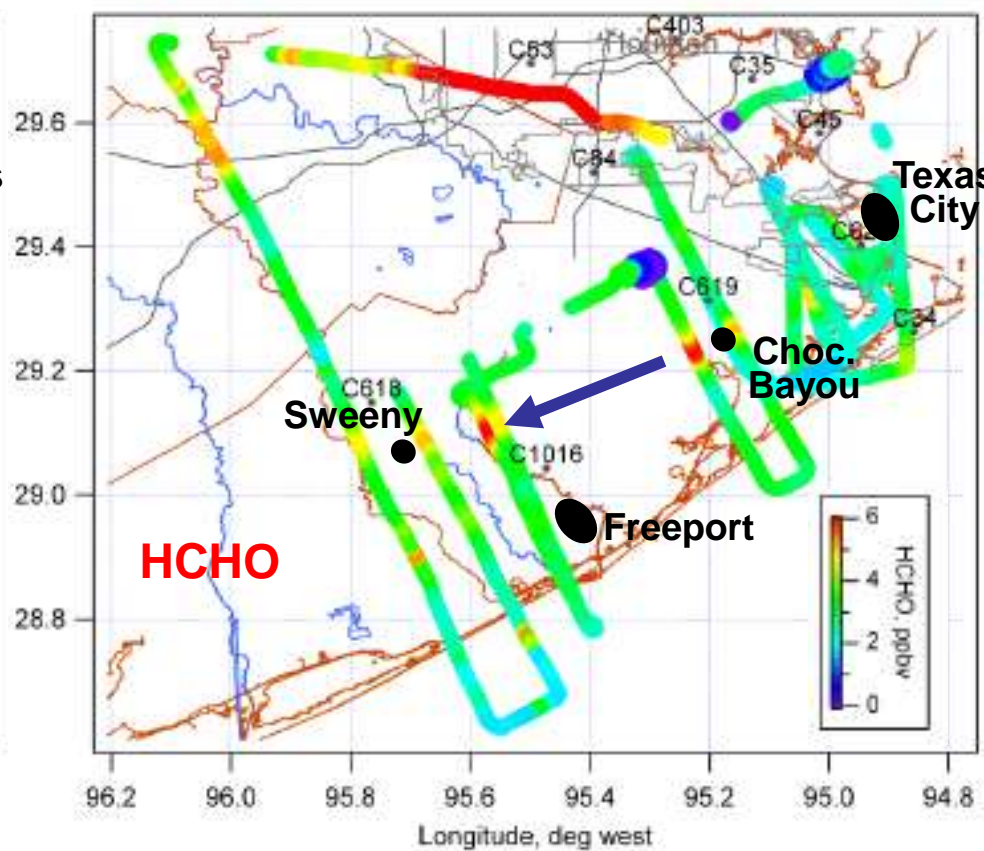 C403
Houston
C53
C35
C45
C84
29.6
s
Texas
City
29.4
C619
C34
Choc.
Bayou
29.2
C618
Sweeny
C1016
29.0
Freeport
HCHO
28.8
6
4
2
0
HCHO, ppbv
96.2 96.0 95.8 95.6 95.4 95.2 95.0 94.8
Longitude, deg west